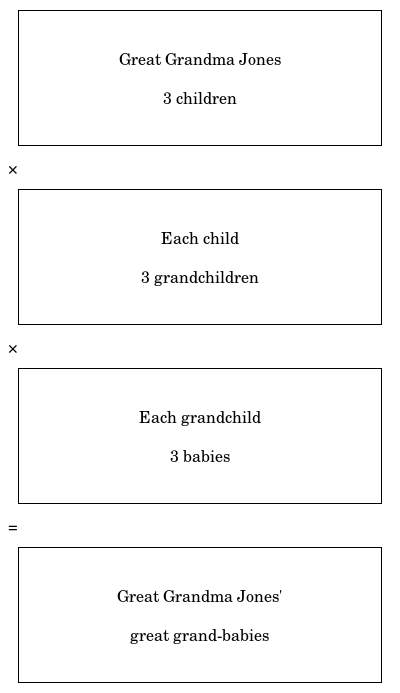 Great Grandma Jones
3 children
×
Each child
3 grandchildren
×
Each grandchild
3 babies
=
Great Grandma Jones'
great grand-babies